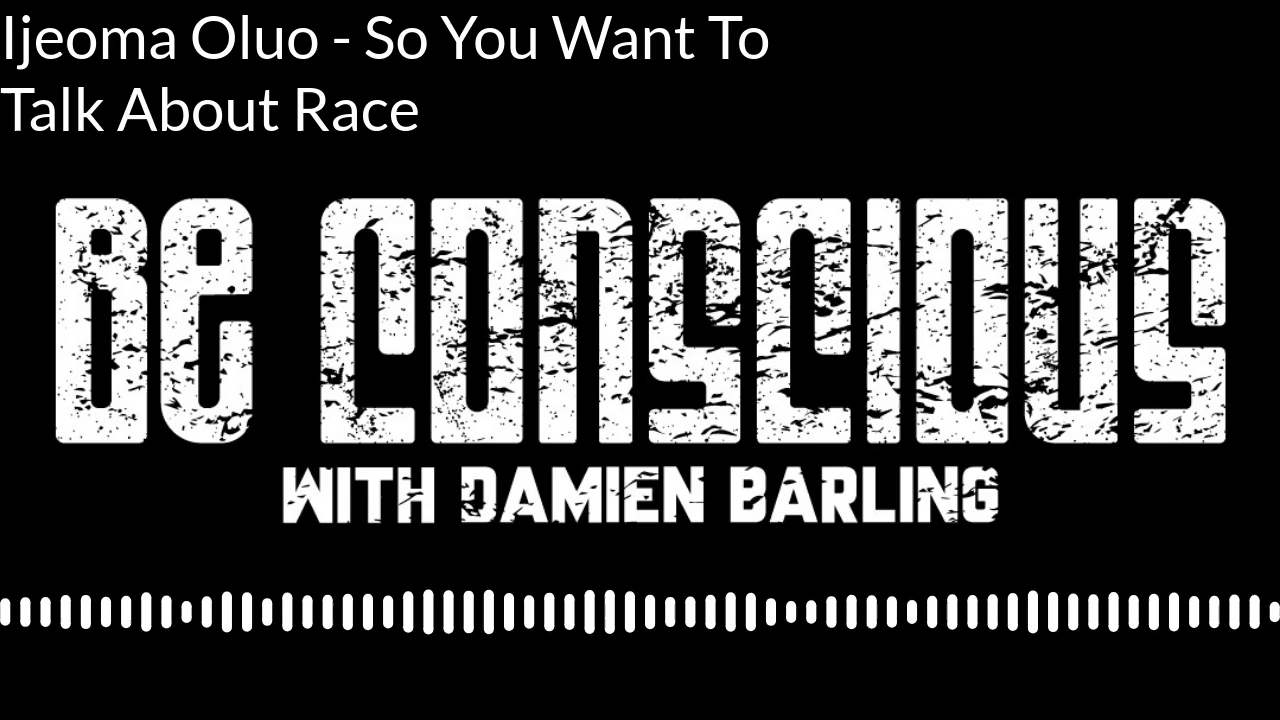 Ijeoma Oluo - So You Want To
Talk About Race
Be CONSCIOUS
WITH DAMIEN BARLING